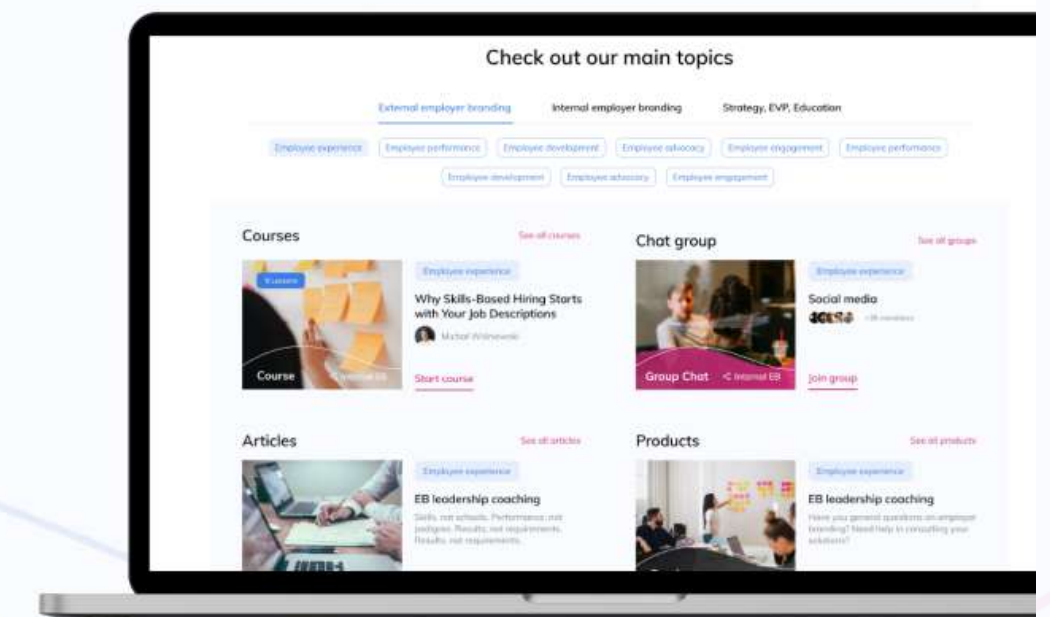 Check out our main topics
External employer branding
Internal employer branding
Strategy, EVP, Education
Employee experience
Employee performance
Employee development
Employee advocacy
Employee engagement
Employee performance
Employee development
Employee advocacy
Employee engagement
Courses
See all courses
Employee experience
Why Skills-Based Hiring Starts
with Your Job Descriptions
Course
Internal EB
Start course
Chat group
See all groups
Employee experience
Social media
Group Chat
Internal EB
Join group
Articles
See all articles
Employee experience
EB leadership coaching
Skills, not schools. Performance, not
pedigree. Results, not requirements.
Results, not requirements.
Products
See all products
Employee experience
EB leadership coaching
Have you general questions on employer
branding? Need help in consulting your
solutions?